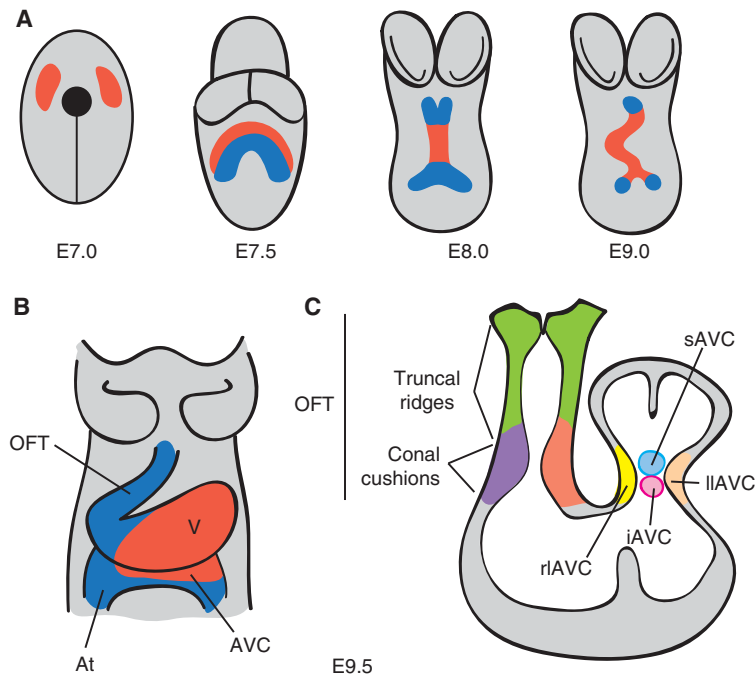 A
E7.0
E7.5
E8.0
E9.0
B
OFT
V
At
AVC
E9.5
C
OFT
Truncal
ridges
Conal
cushions
sAVC
llAVC
iAVC
rlAVC